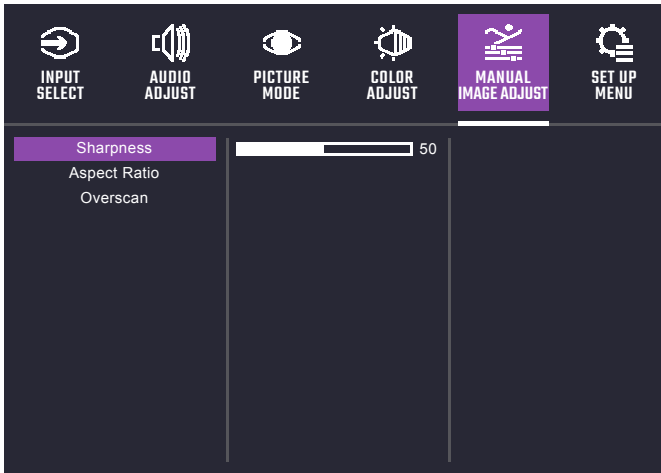 INPUT
SELECT
AUDIO
ADJUST
PICTURE
MODE
COLOR
ADJUST
MANUAL
IMAGE ADJUST
SET UP
MENU
Sharpness
50
Aspect Ratio
Overscan